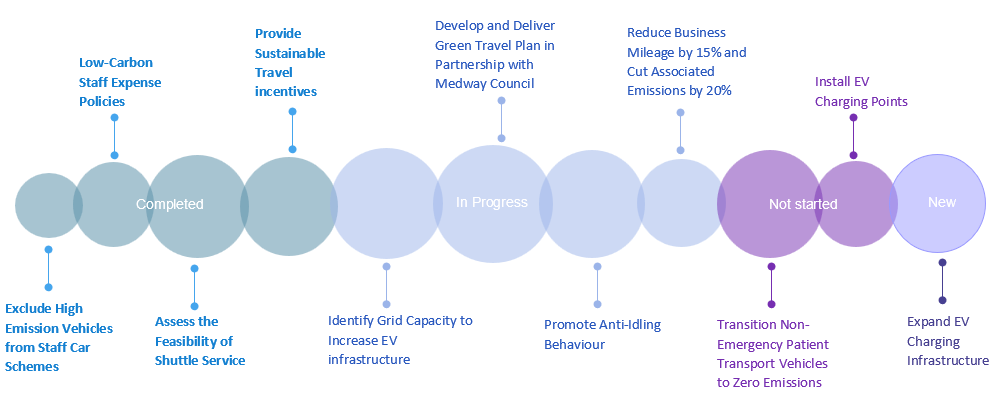 Low-Carbon
Staff Expense
Policies
Provide
Sustainable
Travel
incentives
Develop and Deliver
Green Travel Plan in
Partnership with
Medway Council
Reduce Business
Mileage by 15% and
Cut Associated
Emissions by 20%
Install EV
Charging Points
Completed
In Progress
Not started
New
Exclude High
Emission Vehicles
from Staff Car
Schemes
Assess the
Feasibility of
Shuttle Service
Identify Grid Capacity to
Increase EV
infrastructure
Promote Anti-Idling
Behaviour
Transition Non-
Emergency Patient
Transport Vehicles
to Zero Emissions
Expand EV
Charging
Infrastructure